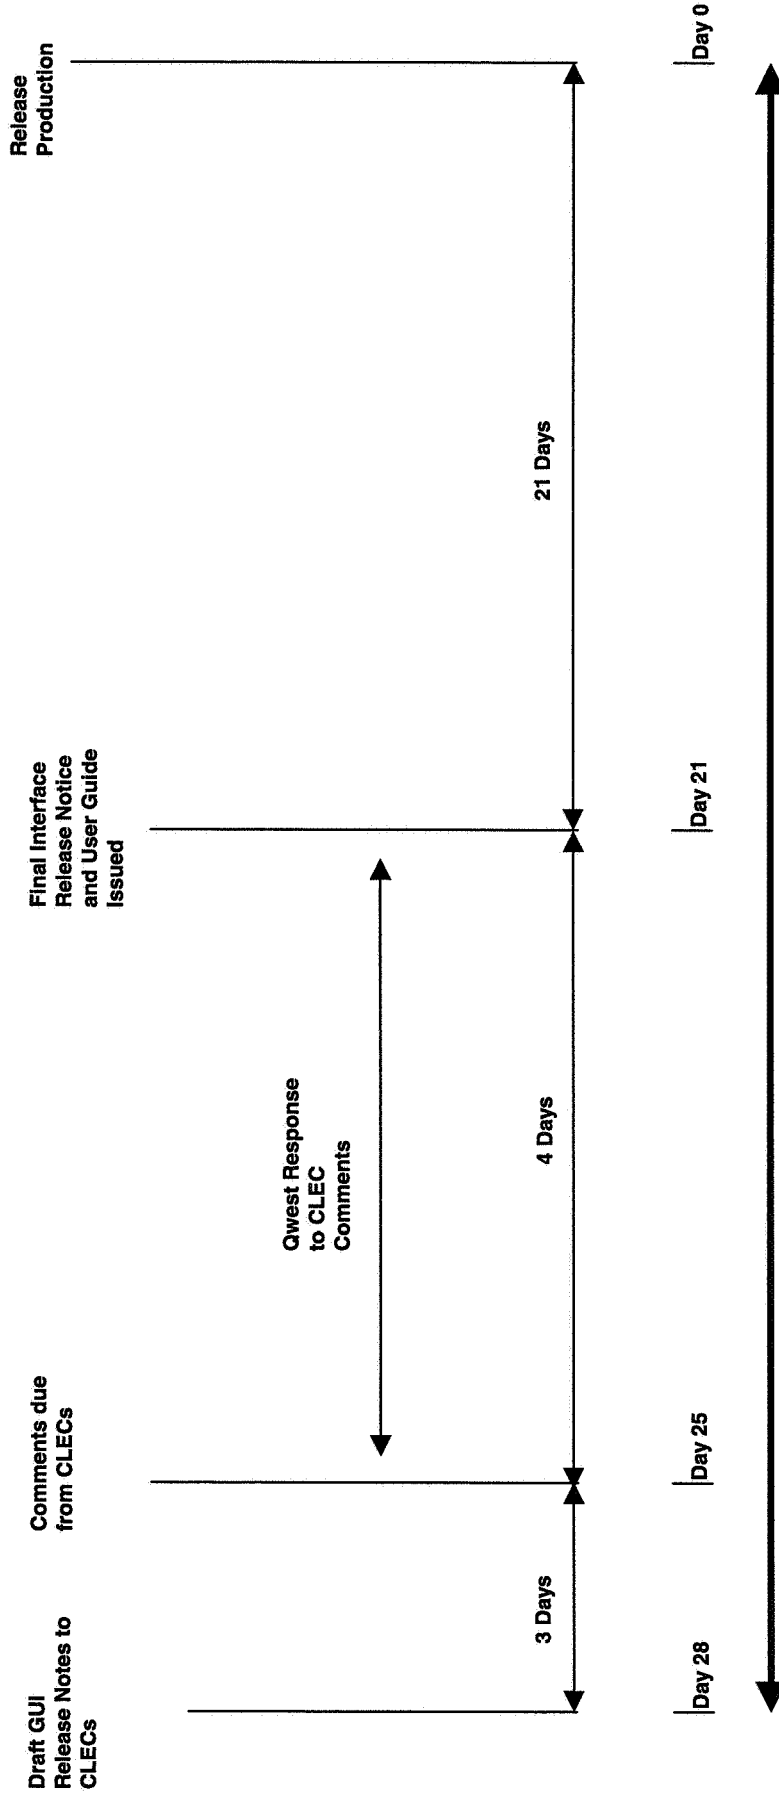 Draft GUI
Release Notes to
CLECs
Comments due
from CLECs
Final Interface
Release Notice
and User Guide
Issued
Release
Production
Qwest Response
to CLEC
Comments
3 Days
4 Days
21 Days
Day 28
Day 25
Day 21
Day 0